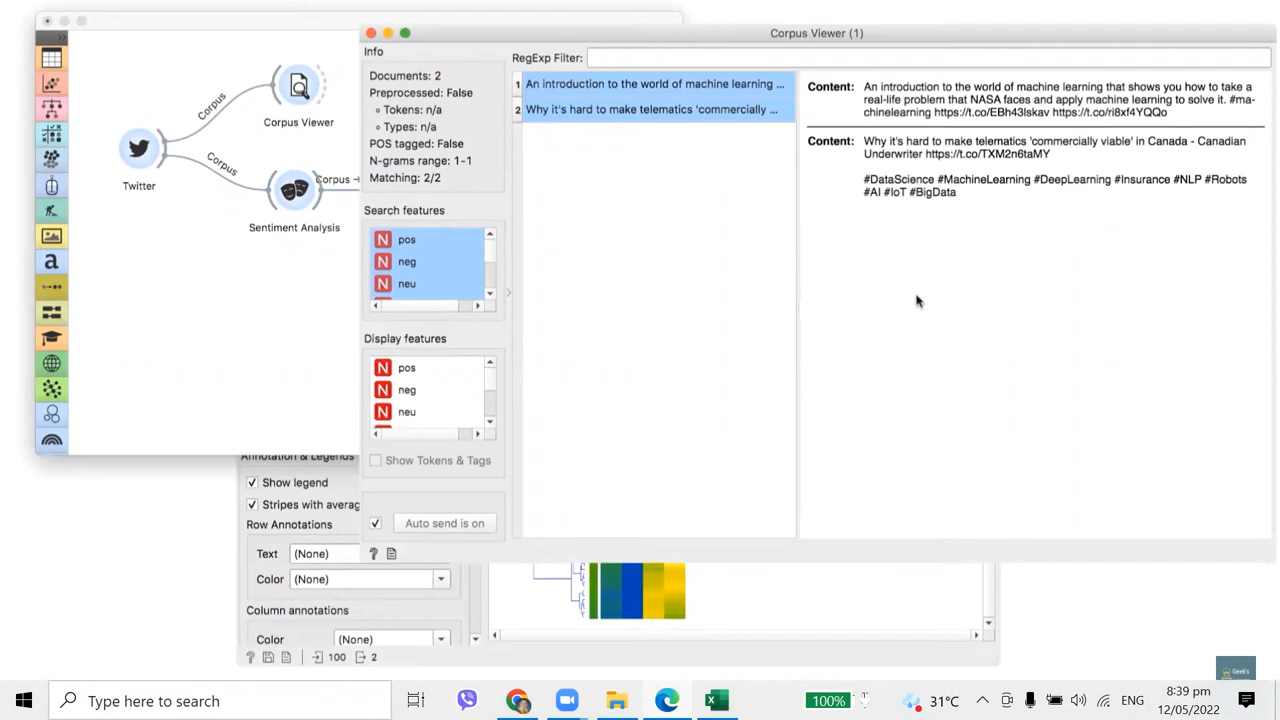 Corpus Viewer (1)
Info
RegExp Filter:
Documents: 2
Preprocessed: False
Tokens: n/a
Types: n/a
POS tagged: False
N-grams range: 1-1
Matching: 2/2
Search features
N pos
N neg
N neu
Display features
N pos
N neg
N neu
Show Tokens & Tags
Auto send is on
?
1 An introduction to the world of machine learning ...
2 Why it's hard to make telematics 'commercially ...
Content: An introduction to the world of machine learning that shows you how to take a
real-life problem that NASA faces and apply machine learning to solve it. #ma-
chinelearning https://t.co/EBh43lskav https://t.co/ri8xf4YQQo
Content: Why it's hard to make telematics 'commercially viable' in Canada - Canadian
Underwriter https://t.co/TXM2n6taMY
#DataScience #MachineLearning #DeepLearning #Insurance #NLP #Robots
#AI #IoT #BigData
Corpus
Corpus Viewer
Twitter
Corpus
Corpus
Sentiment Analysis
a
Annotation & Legends
Show legend
Stripes with averag
Row Annotations
Text (None)
Color (None)
Column annotations
Color (None)
? 100 2
Geek's
Type here to search
100%
31°C
ENG
8:39 pm
12/05/2022